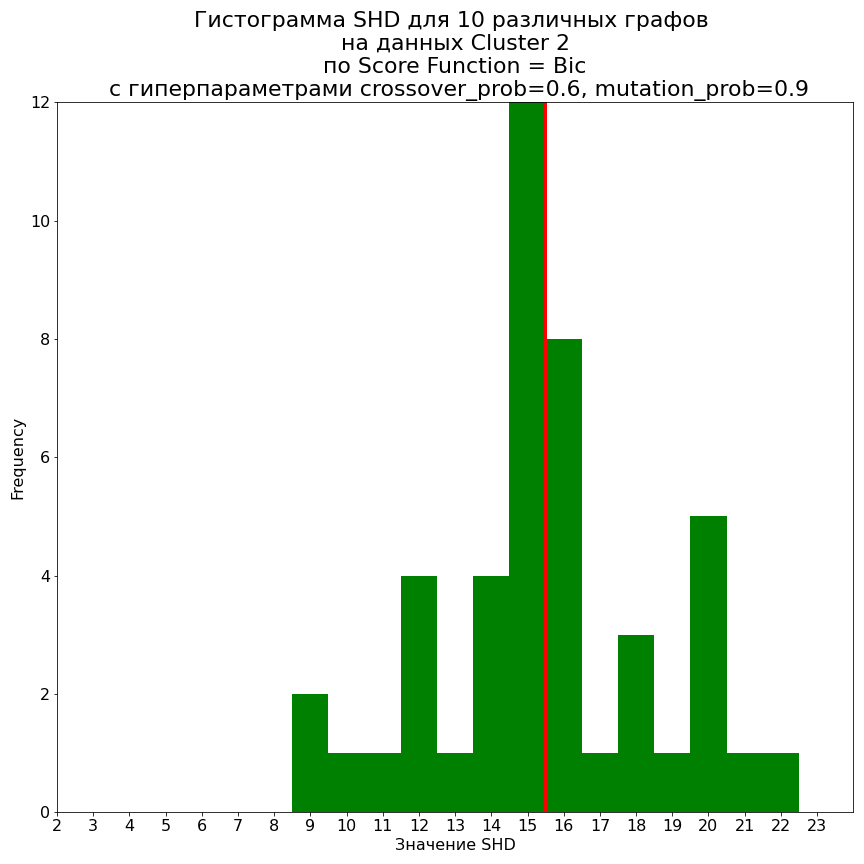 Гистограмма SHD для 10 различных графов
на данных Cluster 2
по Score Function = Bic
с гиперпараметрами crossover_prob=0.6, mutation_prob=0.9
12
10
8
6
4
2
0
Frequency
2 3 4 5 6 7 8 9 10 11 12 13 14 15 16 17 18 19 20 21 22 23
Значение SHD